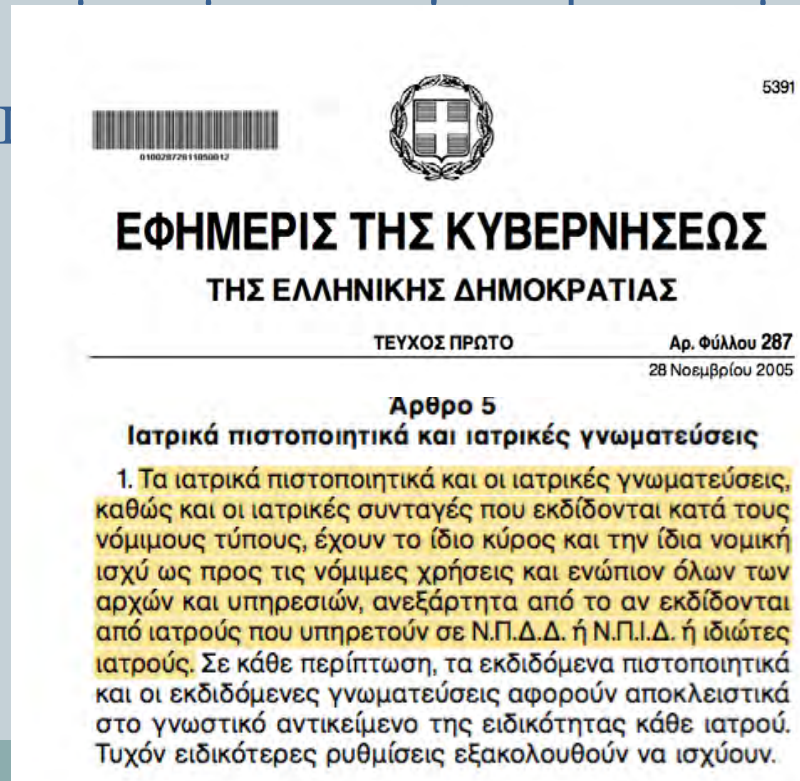 5391
01002872811050012
ΕΦΗΜΕΡΙΣ ΤΗΣ ΚΥΒΕΡΝΗΣΕΩΣ
ΤΗΣ ΕΛΛΗΝΙΚΗΣ ΔΗΜΟΚΡΑΤΙΑΣ
ΤΕΥΧΟΣ ΠΡΩΤΟ Αρ. Φύλλου 287
28 Νοεμβρίου 2005
Άρθρο 5
Ιατρικά πιστοποιητικά και ιατρικές γνωματεύσεις
1. Τα ιατρικά πιστοποιητικά και οι ιατρικές γνωματεύσεις,
καθώς και οι ιατρικές συνταγές που εκδίδονται κατά τους
νόμιμους τύπους, έχουν το ίδιο κύρος και την ίδια νομική
ισχύ ως προς τις νόμιμες χρήσεις και ενώπιον όλων των
αρχών και υπηρεσιών, ανεξάρτητα από το αν εκδίδονται
από ιατρούς που υπηρετούν σε Ν.Π.Δ.Δ. ή Ν.Π.Ι.Δ. ή ιδιώτες
ιατρούς. Σε κάθε περίπτωση, τα εκδιδόμενα πιστοποιητικά
και οι εκδιδόμενες γνωματεύσεις αφορούν αποκλειστικά
στο γνωστικό αντικείμενο της ειδικότητας κάθε ιατρού.
Τυχόν ειδικότερες ρυθμίσεις εξακολουθούν να ισχύουν.